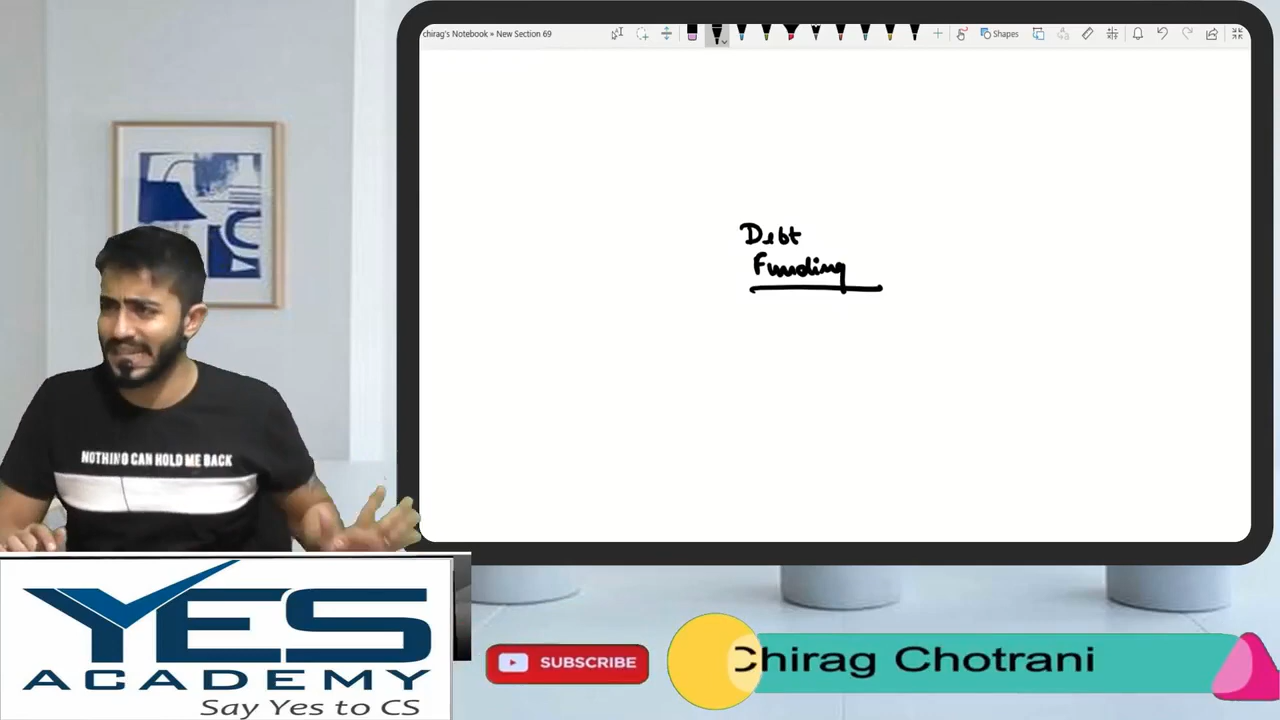 chirag's Notebook » New Section 69
Shapes
Debt
Funding
NOTHING CAN HOLD ME BACK
YES
ACADEMY
Say Yes to CS
SUBSCRIBE
Chirag Chotrani